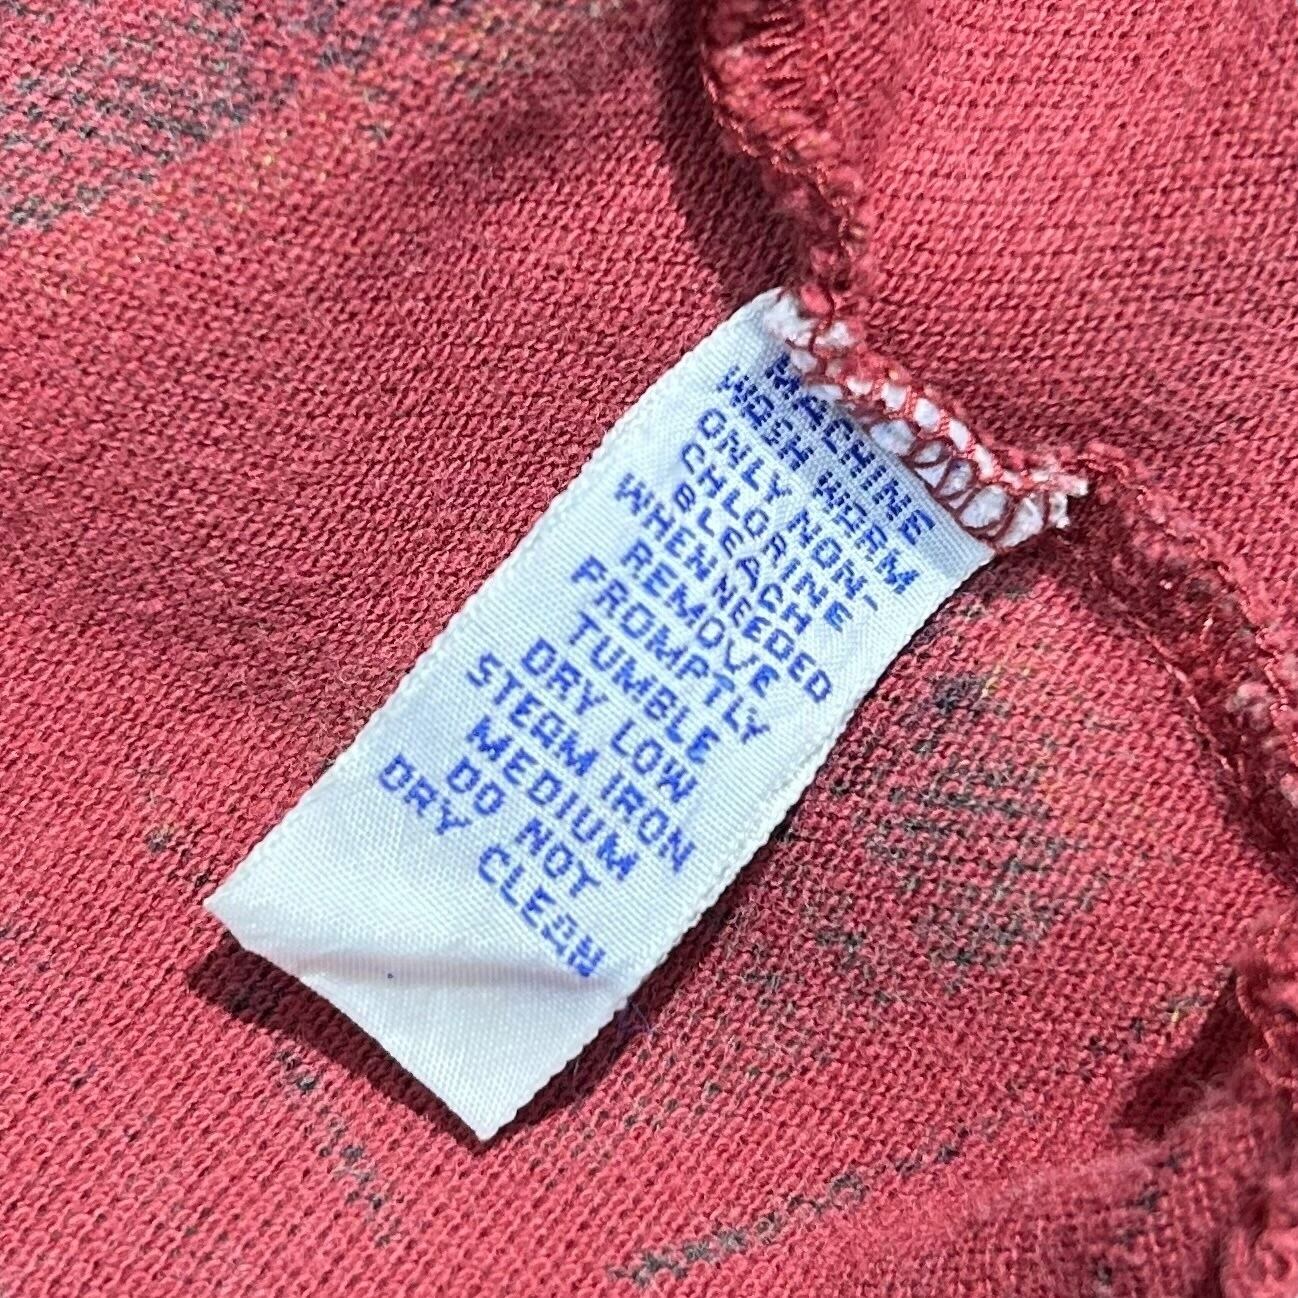 MACHINE
WASH WARM
ONLY NON-
CHLORINE
BLEACH
WHEN NEEDED
REMOVE
PROMPTLY
TUMBLE
DRY LOW
STEAM IRON
MEDIUM
DO NOT
DRY CLEAN